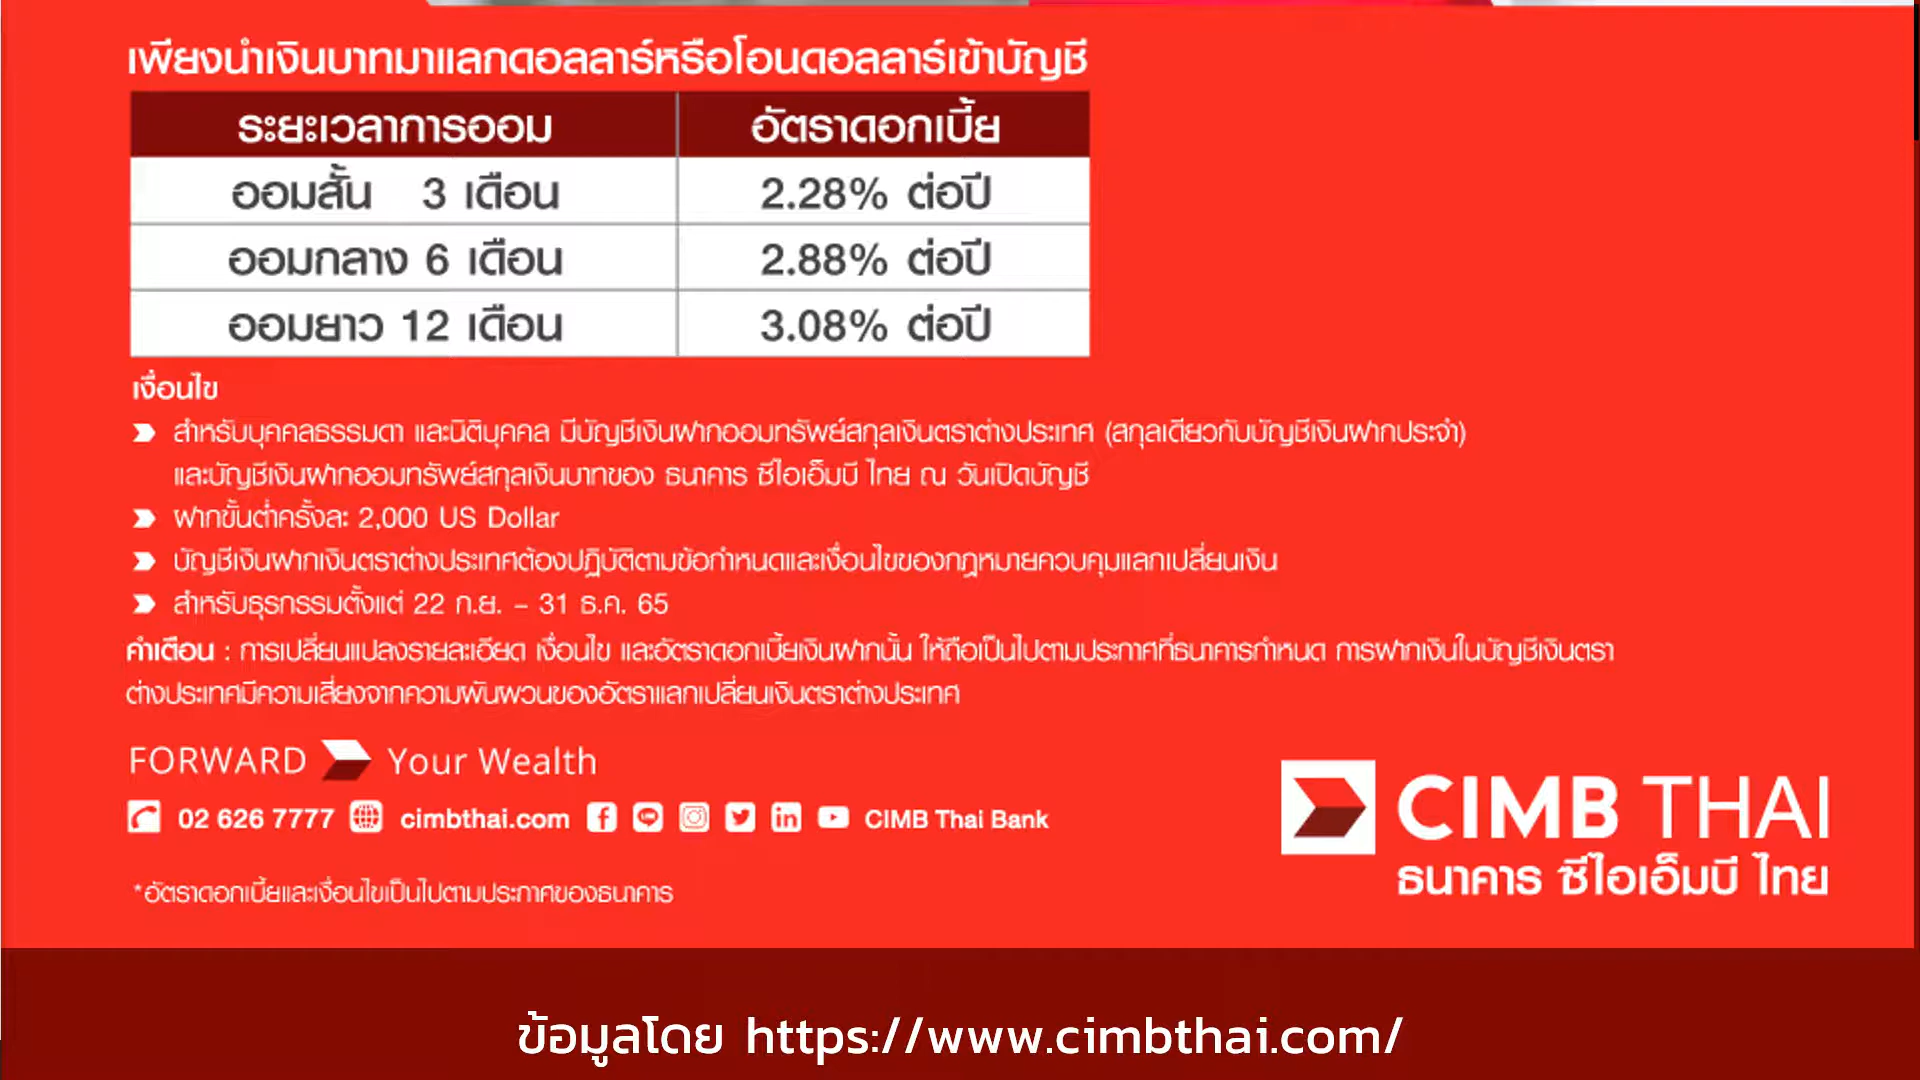 เพียงนำเงินบาทมาแลกดอลลาร์หรือโอนดอลลาร์เข้าบัญชี
ระยะเวลาการออม อัตราดอกเบี้ย
ออมสั้น 3 เดือน 2.28% ต่อปี
ออมกลาง 6 เดือน 2.88% ต่อปี
ออมยาว 12 เดือน 3.08% ต่อปี
เงื่อนไข
สำหรับบุคคลธรรมดา และนิติบุคคล มีบัญชีเงินฝากออมทรัพย์สกุลเงินตราต่างประเทศ (สกุลเดียวกับบัญชีเงินฝากประจำ)
และบัญชีเงินฝากออมทรัพย์สกุลเงินบาทของ ธนาคาร ซีไอเอ็มบี ไทย ณ วันเปิดบัญชี
ฝากขั้นต่ำครั้งละ 2,000 US Dollar
บัญชีเงินฝากเงินตราต่างประเทศต้องปฏิบัติตามข้อกำหนดและเงื่อนไขของกฎหมายควบคุมแลกเปลี่ยนเงิน
สำหรับธุรกรรมตั้งแต่ 22 ก.ย. - 31 ธ.ค. 65
คำเตือน : การเปลี่ยนแปลงรายละเอียด เงื่อนไข และอัตราดอกเบี้ยเงินฝากนั้น ให้ถือเป็นไปตามประกาศที่ธนาคารกำหนด การฝากเงินในบัญชีเงินตรา
ต่างประเทศมีความเสี่ยงจากความผันผวนของอัตราแลกเปลี่ยนเงินตราต่างประเทศ
FORWARD Your Wealth
02 626 7777 cimbthai.com CIMB Thai Bank
CIMB THAI
ธนาคาร ซีไอเอ็มบี ไทย
*อัตราดอกเบี้ยและเงื่อนไขเป็นไปตามประกาศของธนาคาร
ข้อมูลโดย https://www.cimbthai.com/